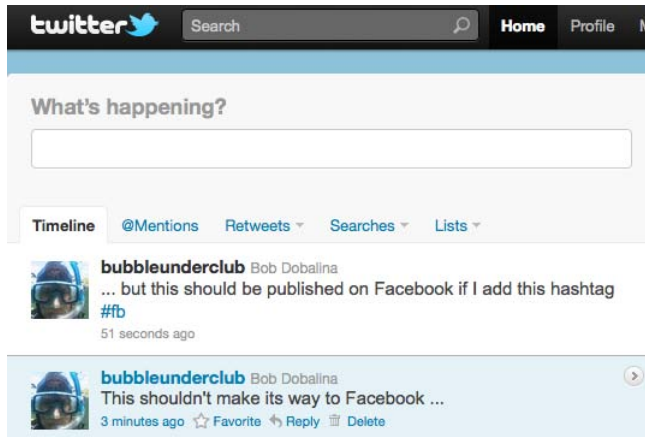 twitter Search Home Profile M
What's happening?
Timeline @Mentions Retweets Searches Lists
bubbleunderclub Bob Dobalina
... but this should be published on Facebook if I add this hashtag
#fb
51 seconds ago
bubbleunderclub Bob Dobalina
This shouldn't make its way to Facebook ...
3 minutes ago Favorite Reply Delete